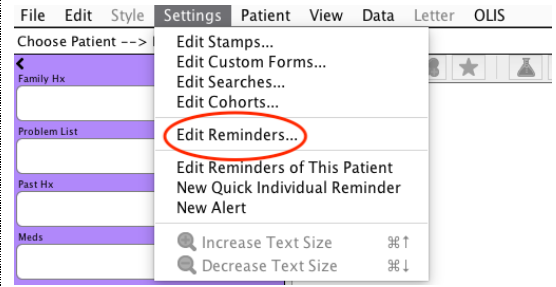 File Edit Style Settings Patient View Data Letter OLIS
Choose Patient -->
Edit Stamps...
Edit Custom Forms...
Edit Searches...
Edit Cohorts...
Edit Reminders...
Edit Reminders of This Patient
New Quick Individual Reminder
New Alert
Increase Text Size ⌘↑
Decrease Text Size ⌘↓
Family Hx
Problem List
Past Hx
Meds